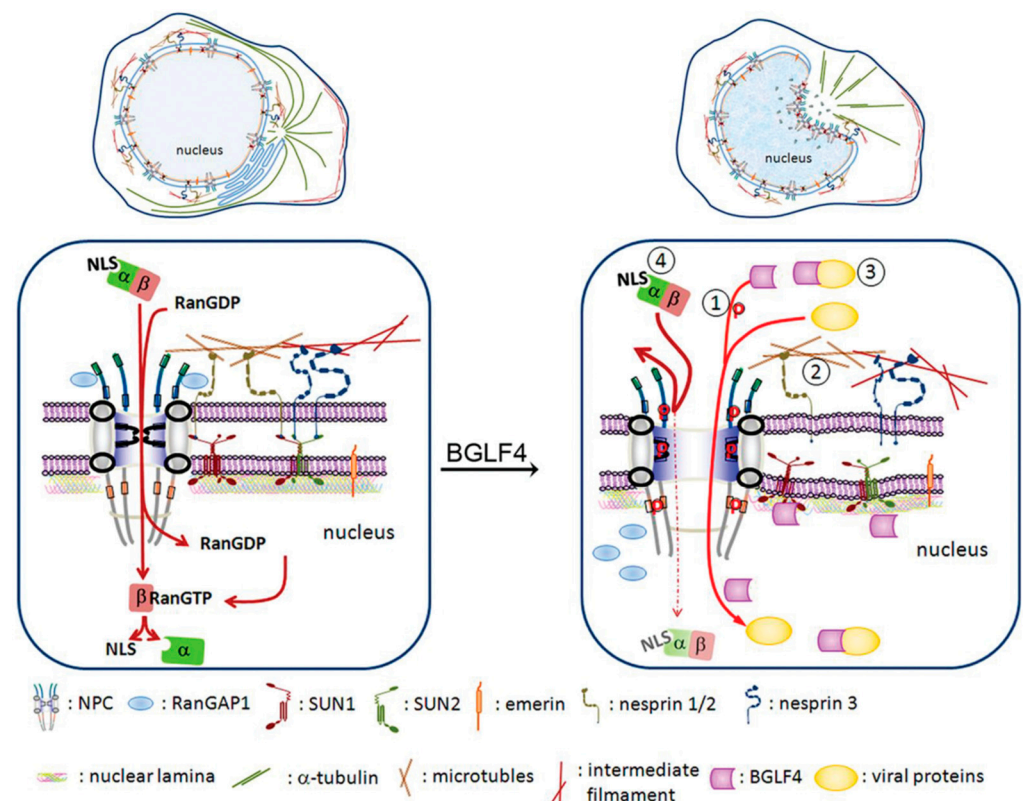 nucleus
nucleus
NLS
α β
RanGDP
RanGDP
nucleus
β RanGTP
NLS
α
BGLF4
4
NLS
α β
3
1
p
2
p
p
p
p
p
p
nucleus
NLS
α β
: NPC
: RanGAP1
: SUN1
: SUN2
: emerin
: nesprin 1/2
: nesprin 3
: nuclear lamina
: α-tubulin
: microtubles
: intermediate
filmament
: BGLF4
: viral proteins